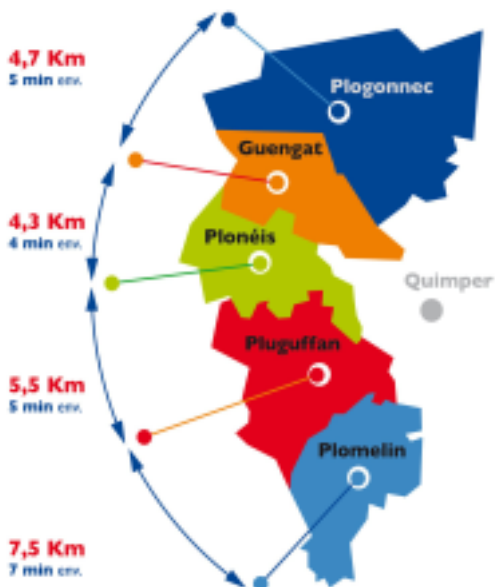 4,7 Km
5 min env.
Plogonnec
Guengat
4,3 Km
4 min env.
Plonéis
Quimper
Pluguffan
5,5 Km
5 min env.
Plomelin
7,5 Km
7 min env.